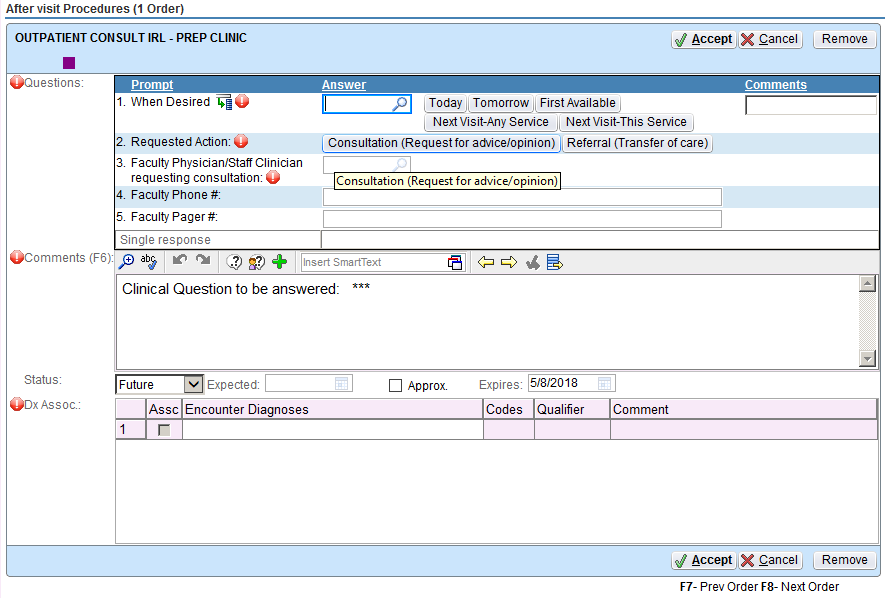 After visit Procedures (1 Order)
OUTPATIENT CONSULT IRL - PREP CLINIC
Accept Cancel Remove
Questions:
Prompt Answer Comments
1. When Desired Today Tomorrow First Available
Next Visit-Any Service Next Visit-This Service
2. Requested Action: Consultation (Request for advice/opinion) Referral (Transfer of care)
3. Faculty Physician/Staff Clinician
requesting consultation:
Consultation (Request for advice/opinion)
4. Faculty Phone #:
5. Faculty Pager #:
Single response
Comments (F6): abc Insert SmartText
Clinical Question to be answered: ***
Status: Future Expected: Approx. Expires: 5/8/2018
Dx Assoc.: Assc Encounter Diagnoses Codes Qualifier Comment
1
Accept Cancel Remove
F7- Prev Order F8- Next Order